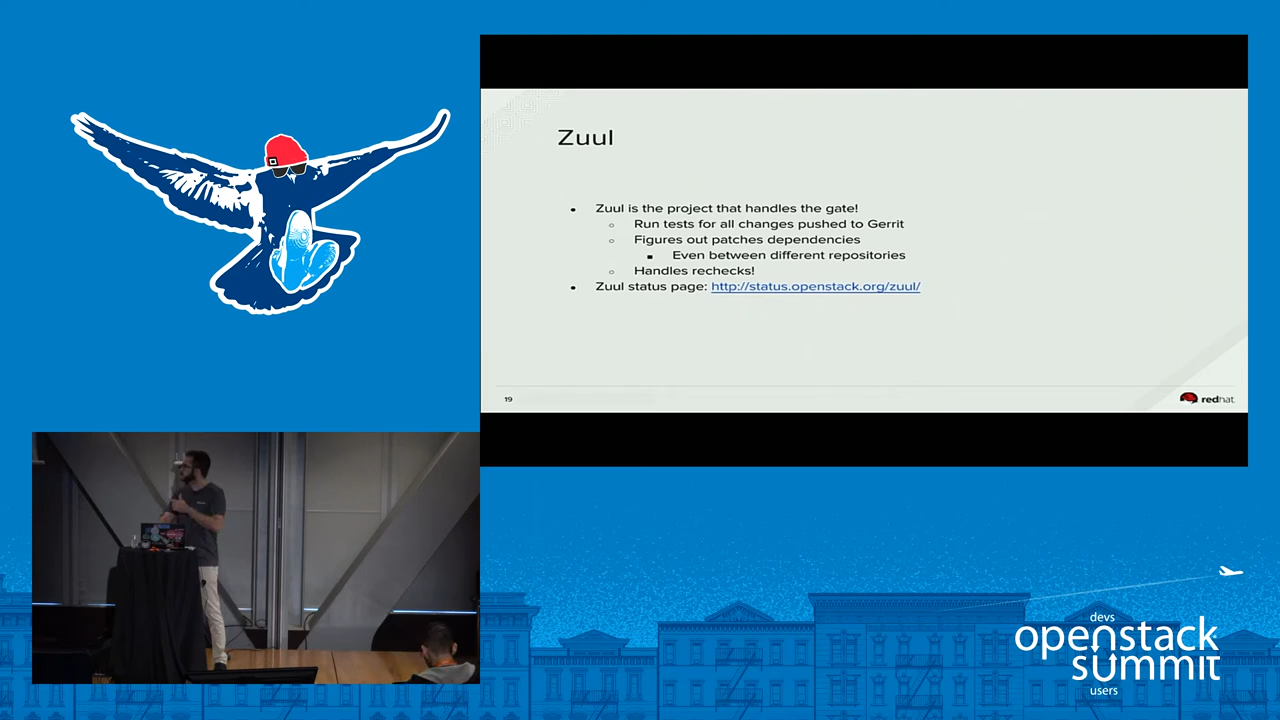 Zuul
Zuul is the project that handles the gate!
Run tests for all changes pushed to Gerrit
Figures out patches dependencies
Even between different repositories
Handles rechecks!
Zuul status page: http://status.openstack.org/zuul/
19
redhat.
devs
openstack
summit
users